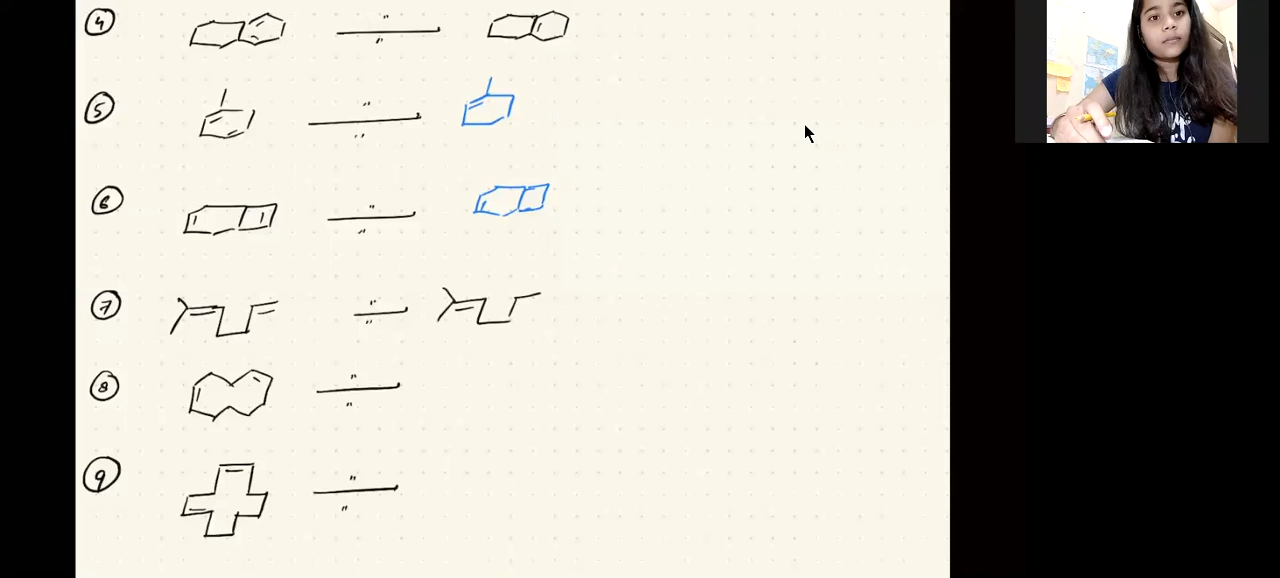 4 " "
5 " "
6 " "
7 " "
8 " "
9 " "